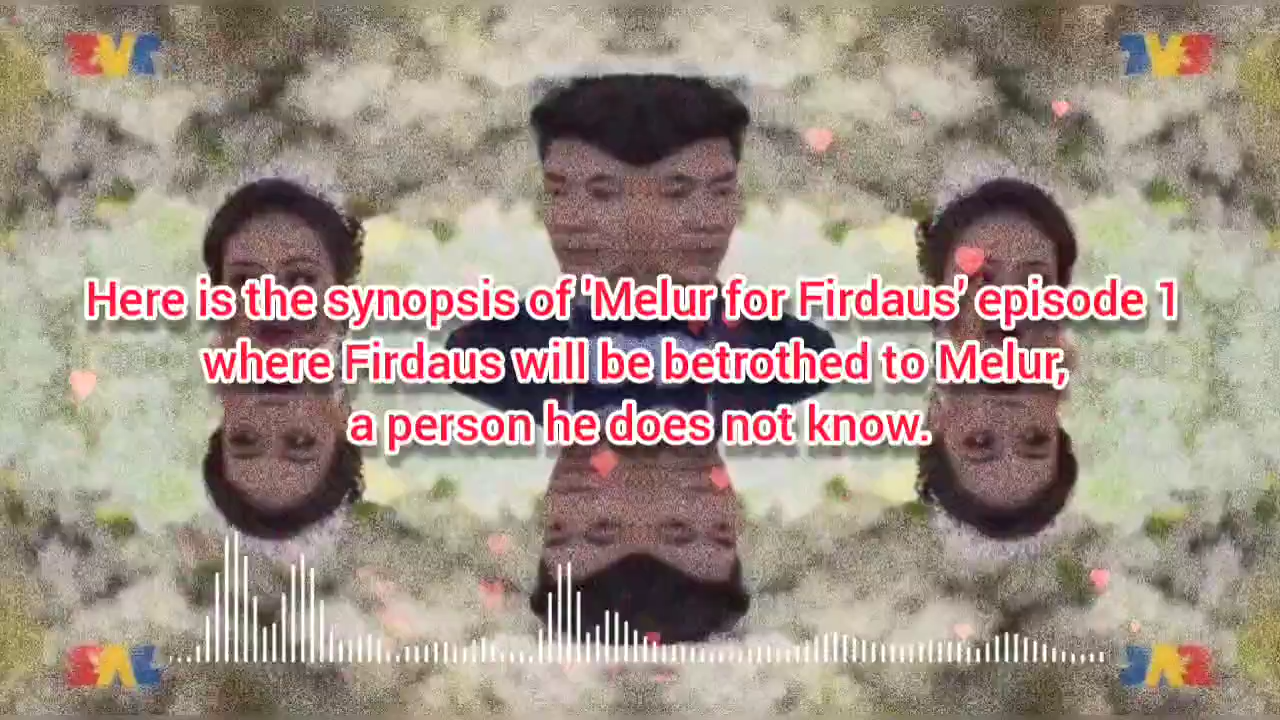 TV3
Here is the synopsis of 'Melur for Firdaus' episode 1
where Firdaus will be betrothed to Melur,
a person he does not know.